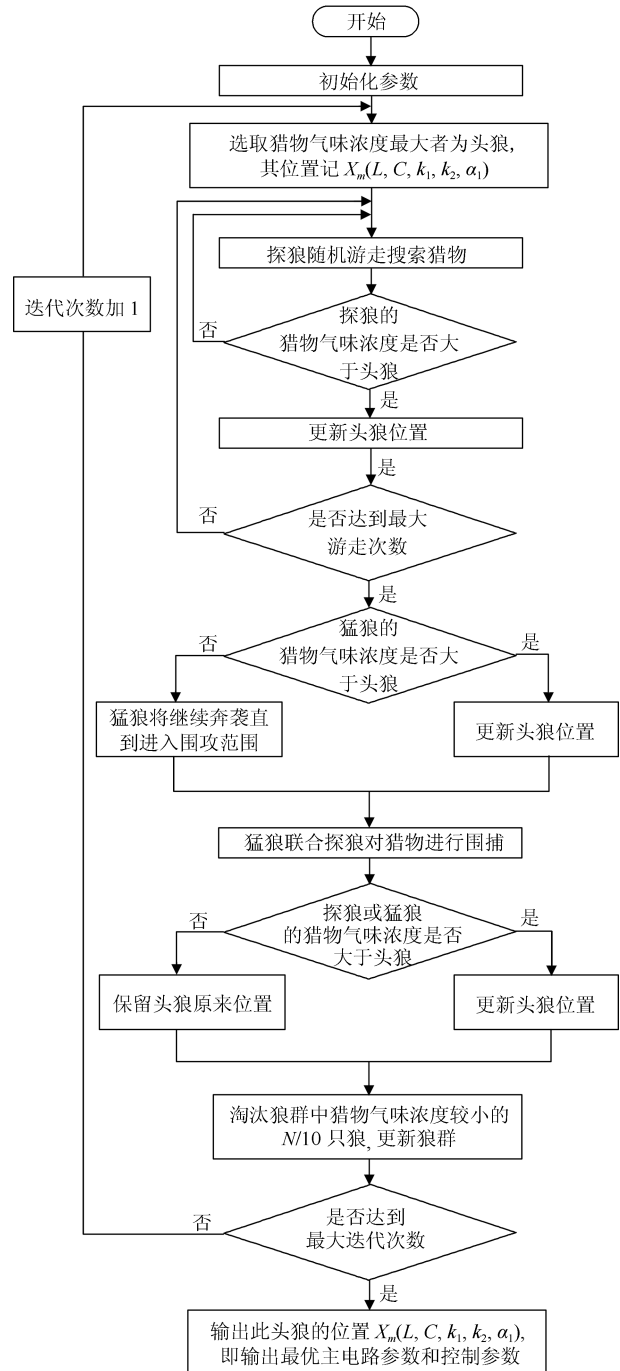 开始
初始化参数
选取猎物气味浓度最大者为头狼,
其位置记 Xm(L, C, k1, k2, α1)
探狼随机游走搜索猎物
迭代次数加 1
否
探狼的
猎物气味浓度是否大
于头狼
是
更新头狼位置
是
否
是否达到最大
游走次数
是
否
猛狼的
猎物气味浓度是否大
于头狼
是
猛狼将继续奔袭直
到进入围攻范围
更新头狼位置
猛狼联合探狼对猎物进行围捕
否
探狼或猛狼
的猎物气味浓度是否
大于头狼
是
保留头狼原来位置
更新头狼位置
淘汰狼群中猎物气味浓度较小的
N/10 只狼, 更新狼群
否
是否达到
最大迭代次数
是
输出此头狼的位置 Xm(L, C, k1, k2, α1),
即输出最优主电路参数和控制参数